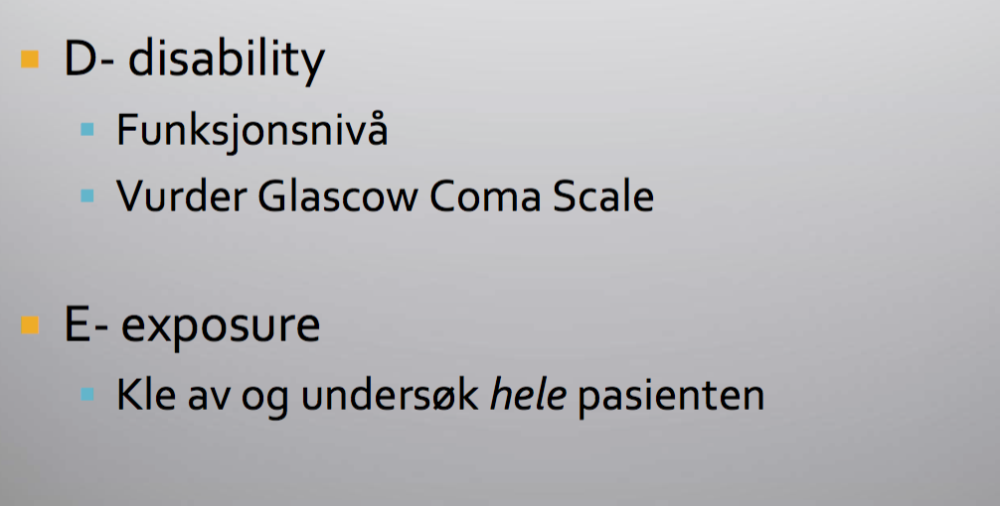 D- disability
Funksjonsnivå
Vurder Glascow Coma Scale
E- exposure
Kle av og undersøk hele pasienten